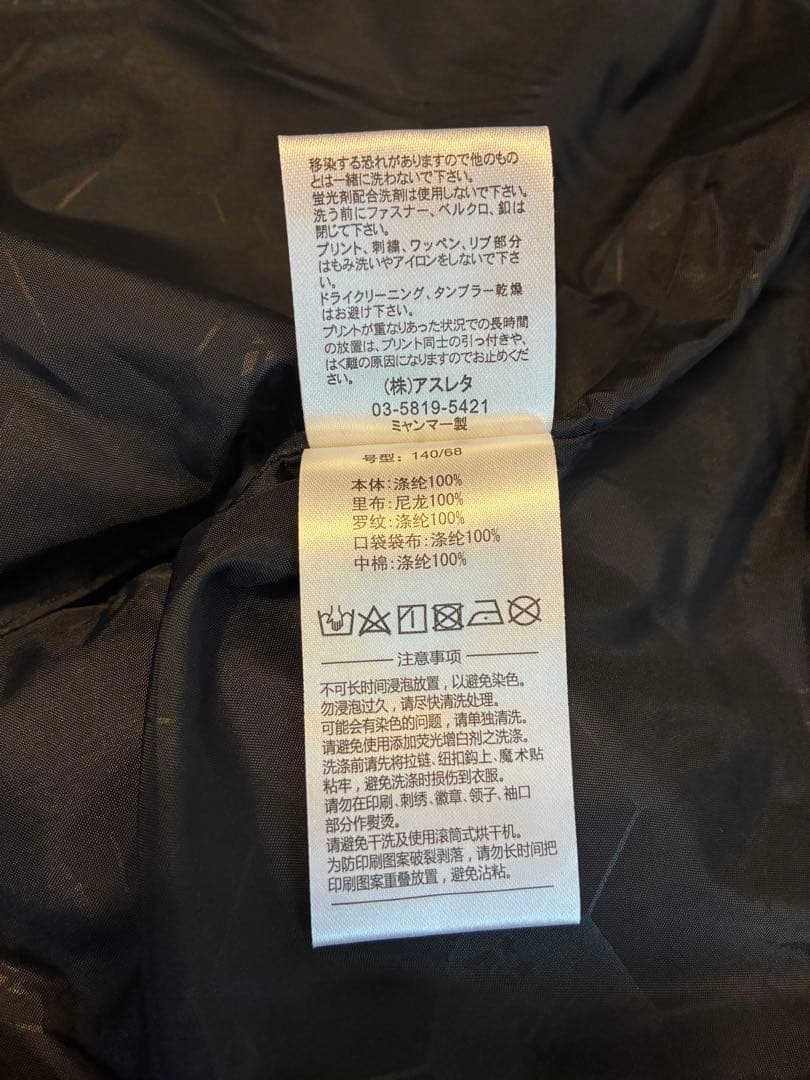 移染する恐れがありますので他のもの
とは一緒に洗わないで下さい。
蛍光剤配合洗剤は使用しないで下さい。
洗う前にファスナー、ベルクロ、釦は
閉じて下さい。
プリント、刺繍、ワッペン、リブ部分
はもみ洗いやアイロンをしないで下さ
い。
ドライクリーニング、タンブラー乾燥
はお避け下さい。
プリントが重なりあった状況での長時間
の放置は、プリント同士の引っ付きや、
はく離の原因になりますのでお止めくだ
さい。
(株)アスレタ
03-5819-5421
ミャンマー製
号型：140/68
本体：涤纶100%
里布：尼龙100%
罗纹：涤纶100%
口袋袋布：涤纶100%
中棉：涤纶100%
注意事项
不可长时间浸泡放置，以避免染色。
勿浸泡过久，请尽快清洗处理。
可能会有染色的问题，请单独清洗。
请避免使用添加荧光增白剂之洗涤。
洗涤前请先将拉链、纽扣鈎上、魔术贴
粘牢，避免洗涤时损伤到衣服。
请勿在印刷、刺绣、徽章、领子、袖口
部分作熨烫。
请避免干洗及使用滚筒式烘干机。
为防印刷图案破裂剥落，请勿长时间把
印刷图案重叠放置，避免沾粘。